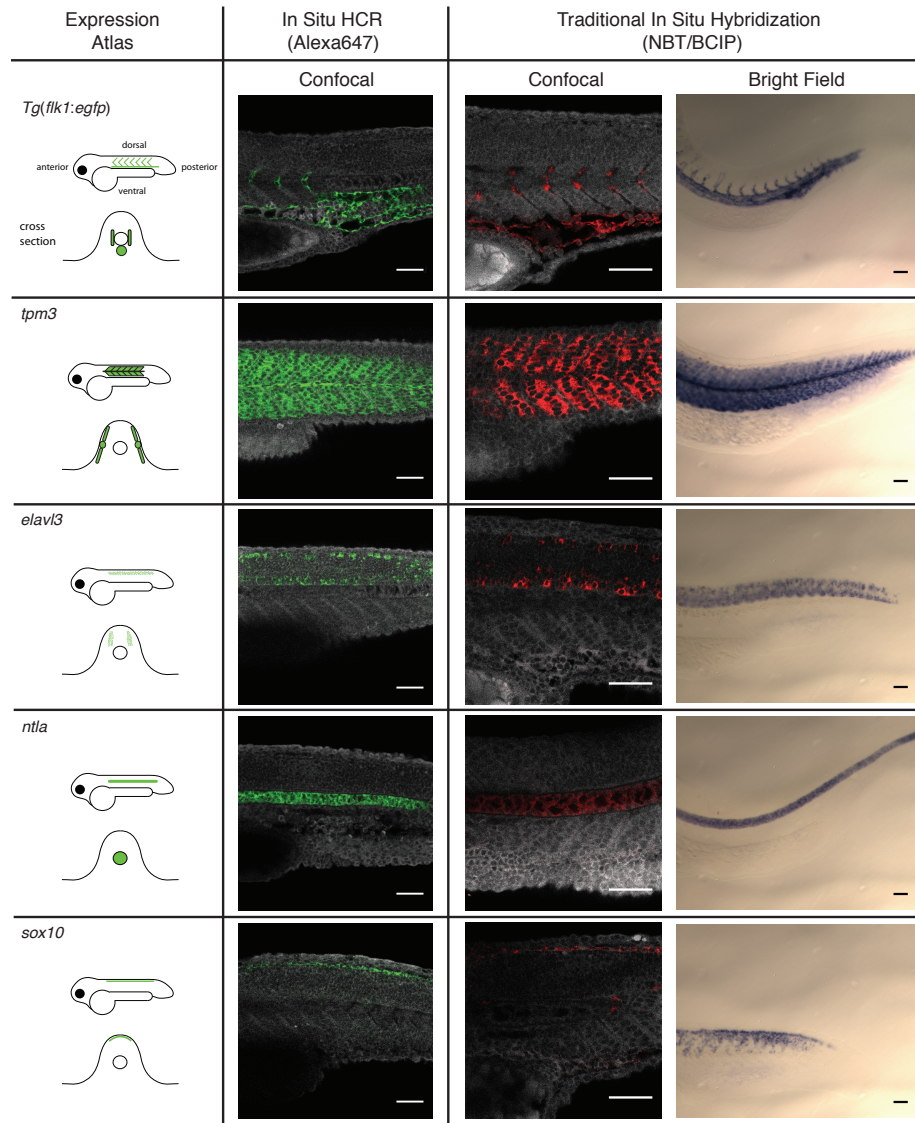 Expression
Atlas
In Situ HCR
(Alexa647)
Traditional In Situ Hybridization
(NBT/BCIP)
Confocal
Confocal
Bright Field
Tg(flk1:egfp)
dorsal
anterior
posterior
ventral
cross
section
tpm3
elavl3
ntla
sox10